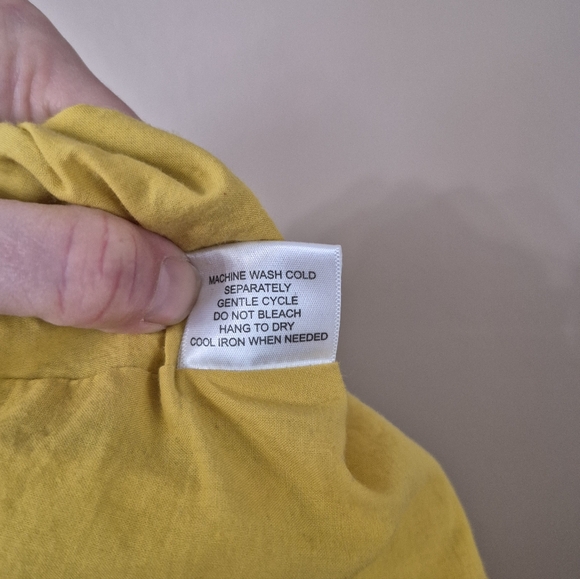 MACHINE WASH COLD
SEPARATELY
GENTLE CYCLE
DO NOT BLEACH
HANG TO DRY
COOL IRON WHEN NEEDED